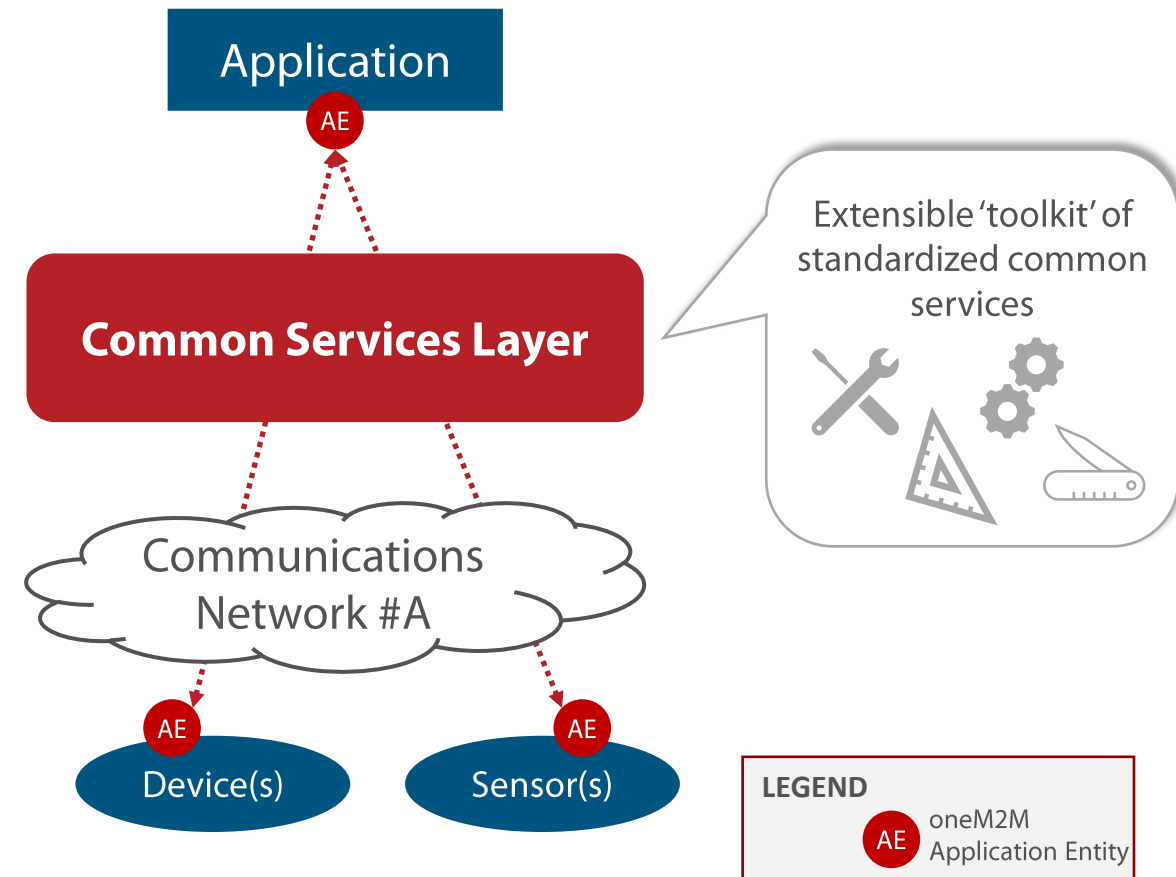 Application
AE
Extensible ‘toolkit’ of
standardized common
services
Common Services Layer
Communications
Network #A
AE
AE
Device(s)
Sensor(s)
LEGEND
AE
oneM2M
Application Entity